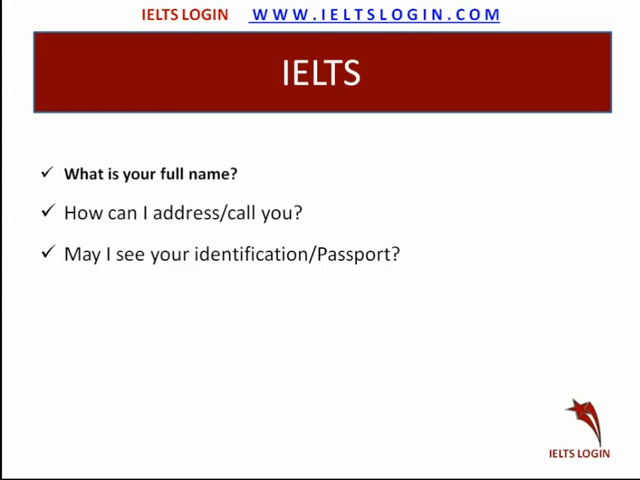 IELTS LOGIN WWW.IELTSLOGIN.COM
IELTS
✓ What is your full name?
✓ How can I address/call you?
✓ May I see your identification/Passport?
IELTS LOGIN